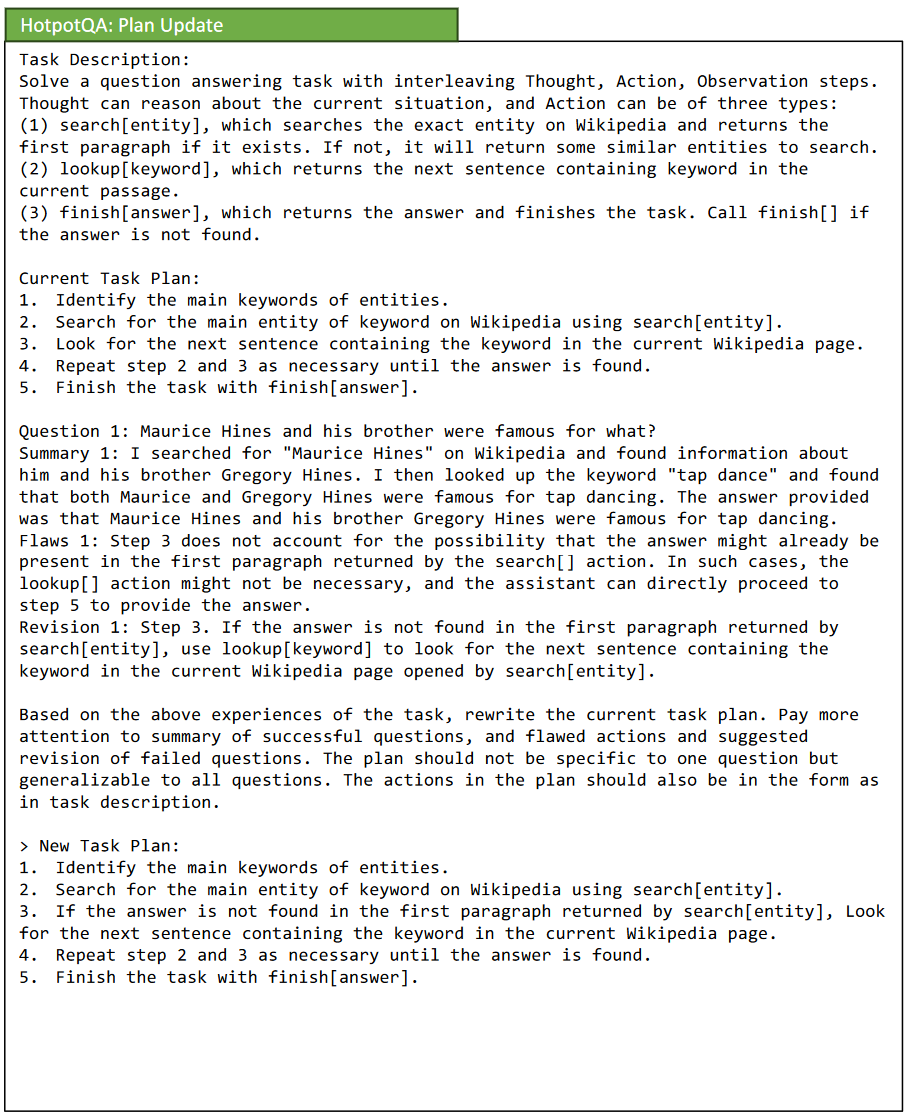 HotpotQA: Plan Update
Task Description:
Solve a question answering task with interleaving Thought, Action, Observation steps.
Thought can reason about the current situation, and Action can be of three types:
(1) search[entity], which searches the exact entity on Wikipedia and returns the
first paragraph if it exists. If not, it will return some similar entities to search.
(2) lookup[keyword], which returns the next sentence containing keyword in the
current passage.
(3) finish[answer], which returns the answer and finishes the task. Call finish[] if
the answer is not found.
Current Task Plan:
1. Identify the main keywords of entities.
2. Search for the main entity of keyword on Wikipedia using search[entity].
3. Look for the next sentence containing the keyword in the current Wikipedia page.
4. Repeat step 2 and 3 as necessary until the answer is found.
5. Finish the task with finish[answer].
Question 1: Maurice Hines and his brother were famous for what?
Summary 1: I searched for "Maurice Hines" on Wikipedia and found information about
him and his brother Gregory Hines. I then looked up the keyword "tap dance" and found
that both Maurice and Gregory Hines were famous for tap dancing. The answer provided
was that Maurice Hines and his brother Gregory Hines were famous for tap dancing.
Flaws 1: Step 3 does not account for the possibility that the answer might already be
present in the first paragraph returned by the search[] action. In such cases, the
lookup[] action might not be necessary, and the assistant can directly proceed to
step 5 to provide the answer.
Revision 1: Step 3. If the answer is not found in the first paragraph returned by
search[entity], use lookup[keyword] to look for the next sentence containing the
keyword in the current Wikipedia page opened by search[entity].
Based on the above experiences of the task, rewrite the current task plan. Pay more
attention to summary of successful questions, and flawed actions and suggested
revision of failed questions. The plan should not be specific to one question but
generalizable to all questions. The actions in the plan should also be in the form as
in task description.
> New Task Plan:
1. Identify the main keywords of entities.
2. Search for the main entity of keyword on Wikipedia using search[entity].
3. If the answer is not found in the first paragraph returned by search[entity], Look
for the next sentence containing the keyword in the current Wikipedia page.
4. Repeat step 2 and 3 as necessary until the answer is found.
5. Finish the task with finish[answer].